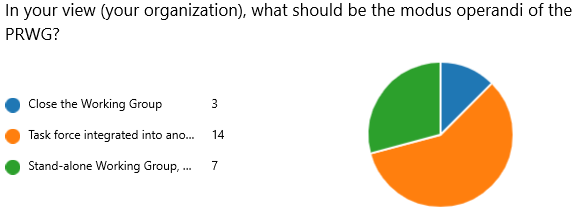 In your view (your organization), what should be the modus operandi of the
PRWG?
Close the Working Group 3
Task force integrated into ano... 14
Stand-alone Working Group, ... 7